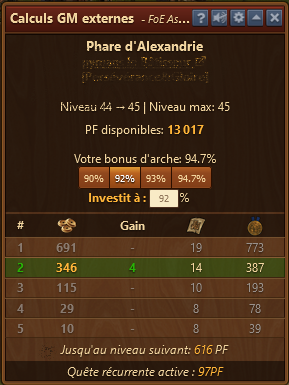 Calculs GM externes - FoE As...
Phare d'Alexandrie
Niveau 44 → 45 | Niveau max: 45
PF disponibles: 13 017
Votre bonus d'arche: 94.7%
90% 92% 93% 94.7%
Investit à : 92 %
# Gain
1 691 - 19 773
2 346 4 14 387
3 115 - 10 193
4 29 - 8 78
5 10 - 8 39
Jusqu'au niveau suivant: 616 PF
Quête récurrente active : 97PF